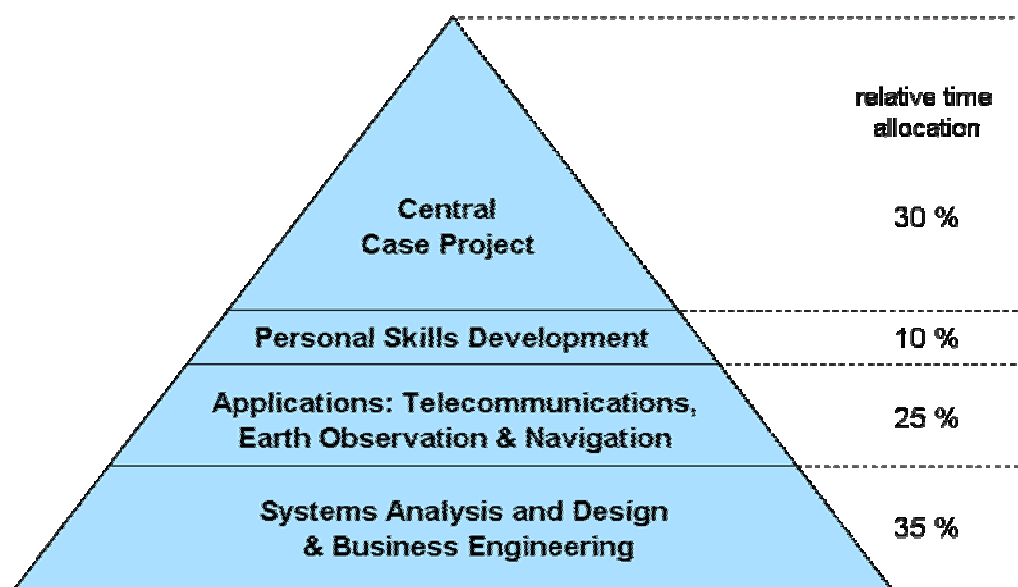 relative time
allocation
Central
Case Project
30 %
Personal Skills Development
10 %
Applications: Telecommunications,
Earth Observation & Navigation
25 %
Systems Analysis and Design
& Business Engineering
35 %